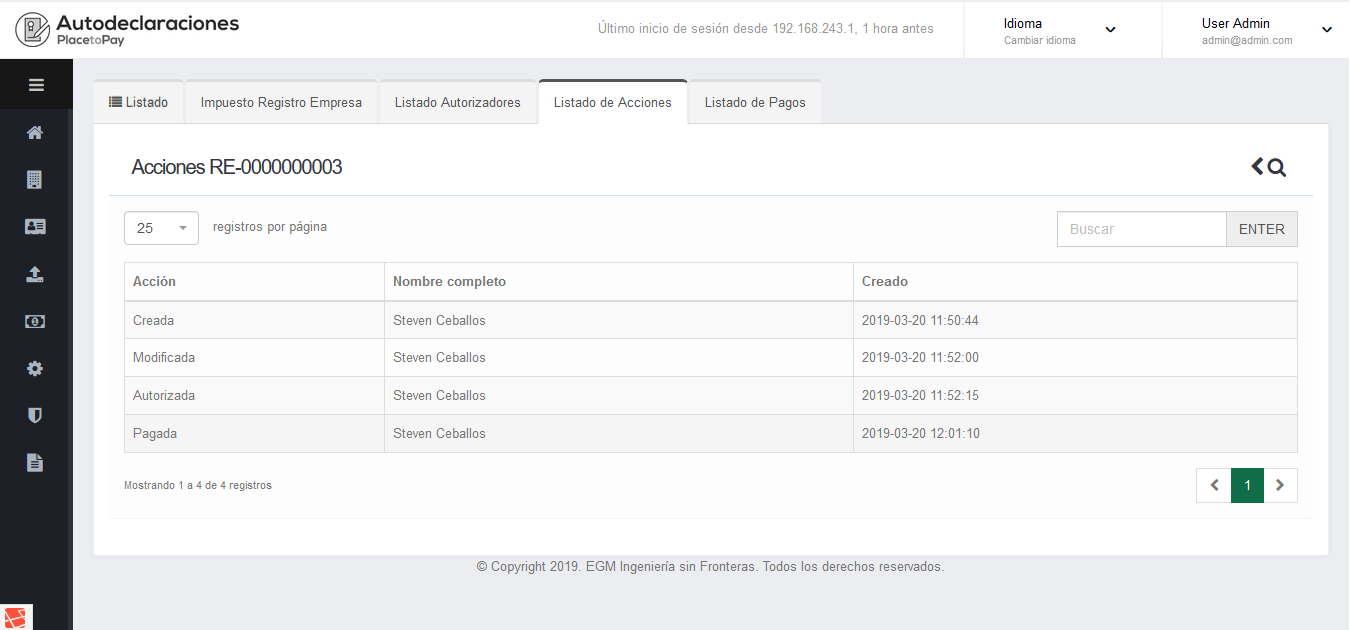 Autodeclaraciones
PlacetoPay
Último inicio de sesión desde 192.168.243.1, 1 hora antes
Idioma
Cambiar idioma
User Admin
admin@admin.com
Listado
Impuesto Registro Empresa
Listado Autorizadores
Listado de Acciones
Listado de Pagos
Acciones RE-0000000003
25
registros por página
Buscar
ENTER
Acción Nombre completo Creado
Creada Steven Ceballos 2019-03-20 11:50:44
Modificada Steven Ceballos 2019-03-20 11:52:00
Autorizada Steven Ceballos 2019-03-20 11:52:15
Pagada Steven Ceballos 2019-03-20 12:01:10
Mostrando 1 a 4 de 4 registros
1
© Copyright 2019. EGM Ingeniería sin Fronteras. Todos los derechos reservados.